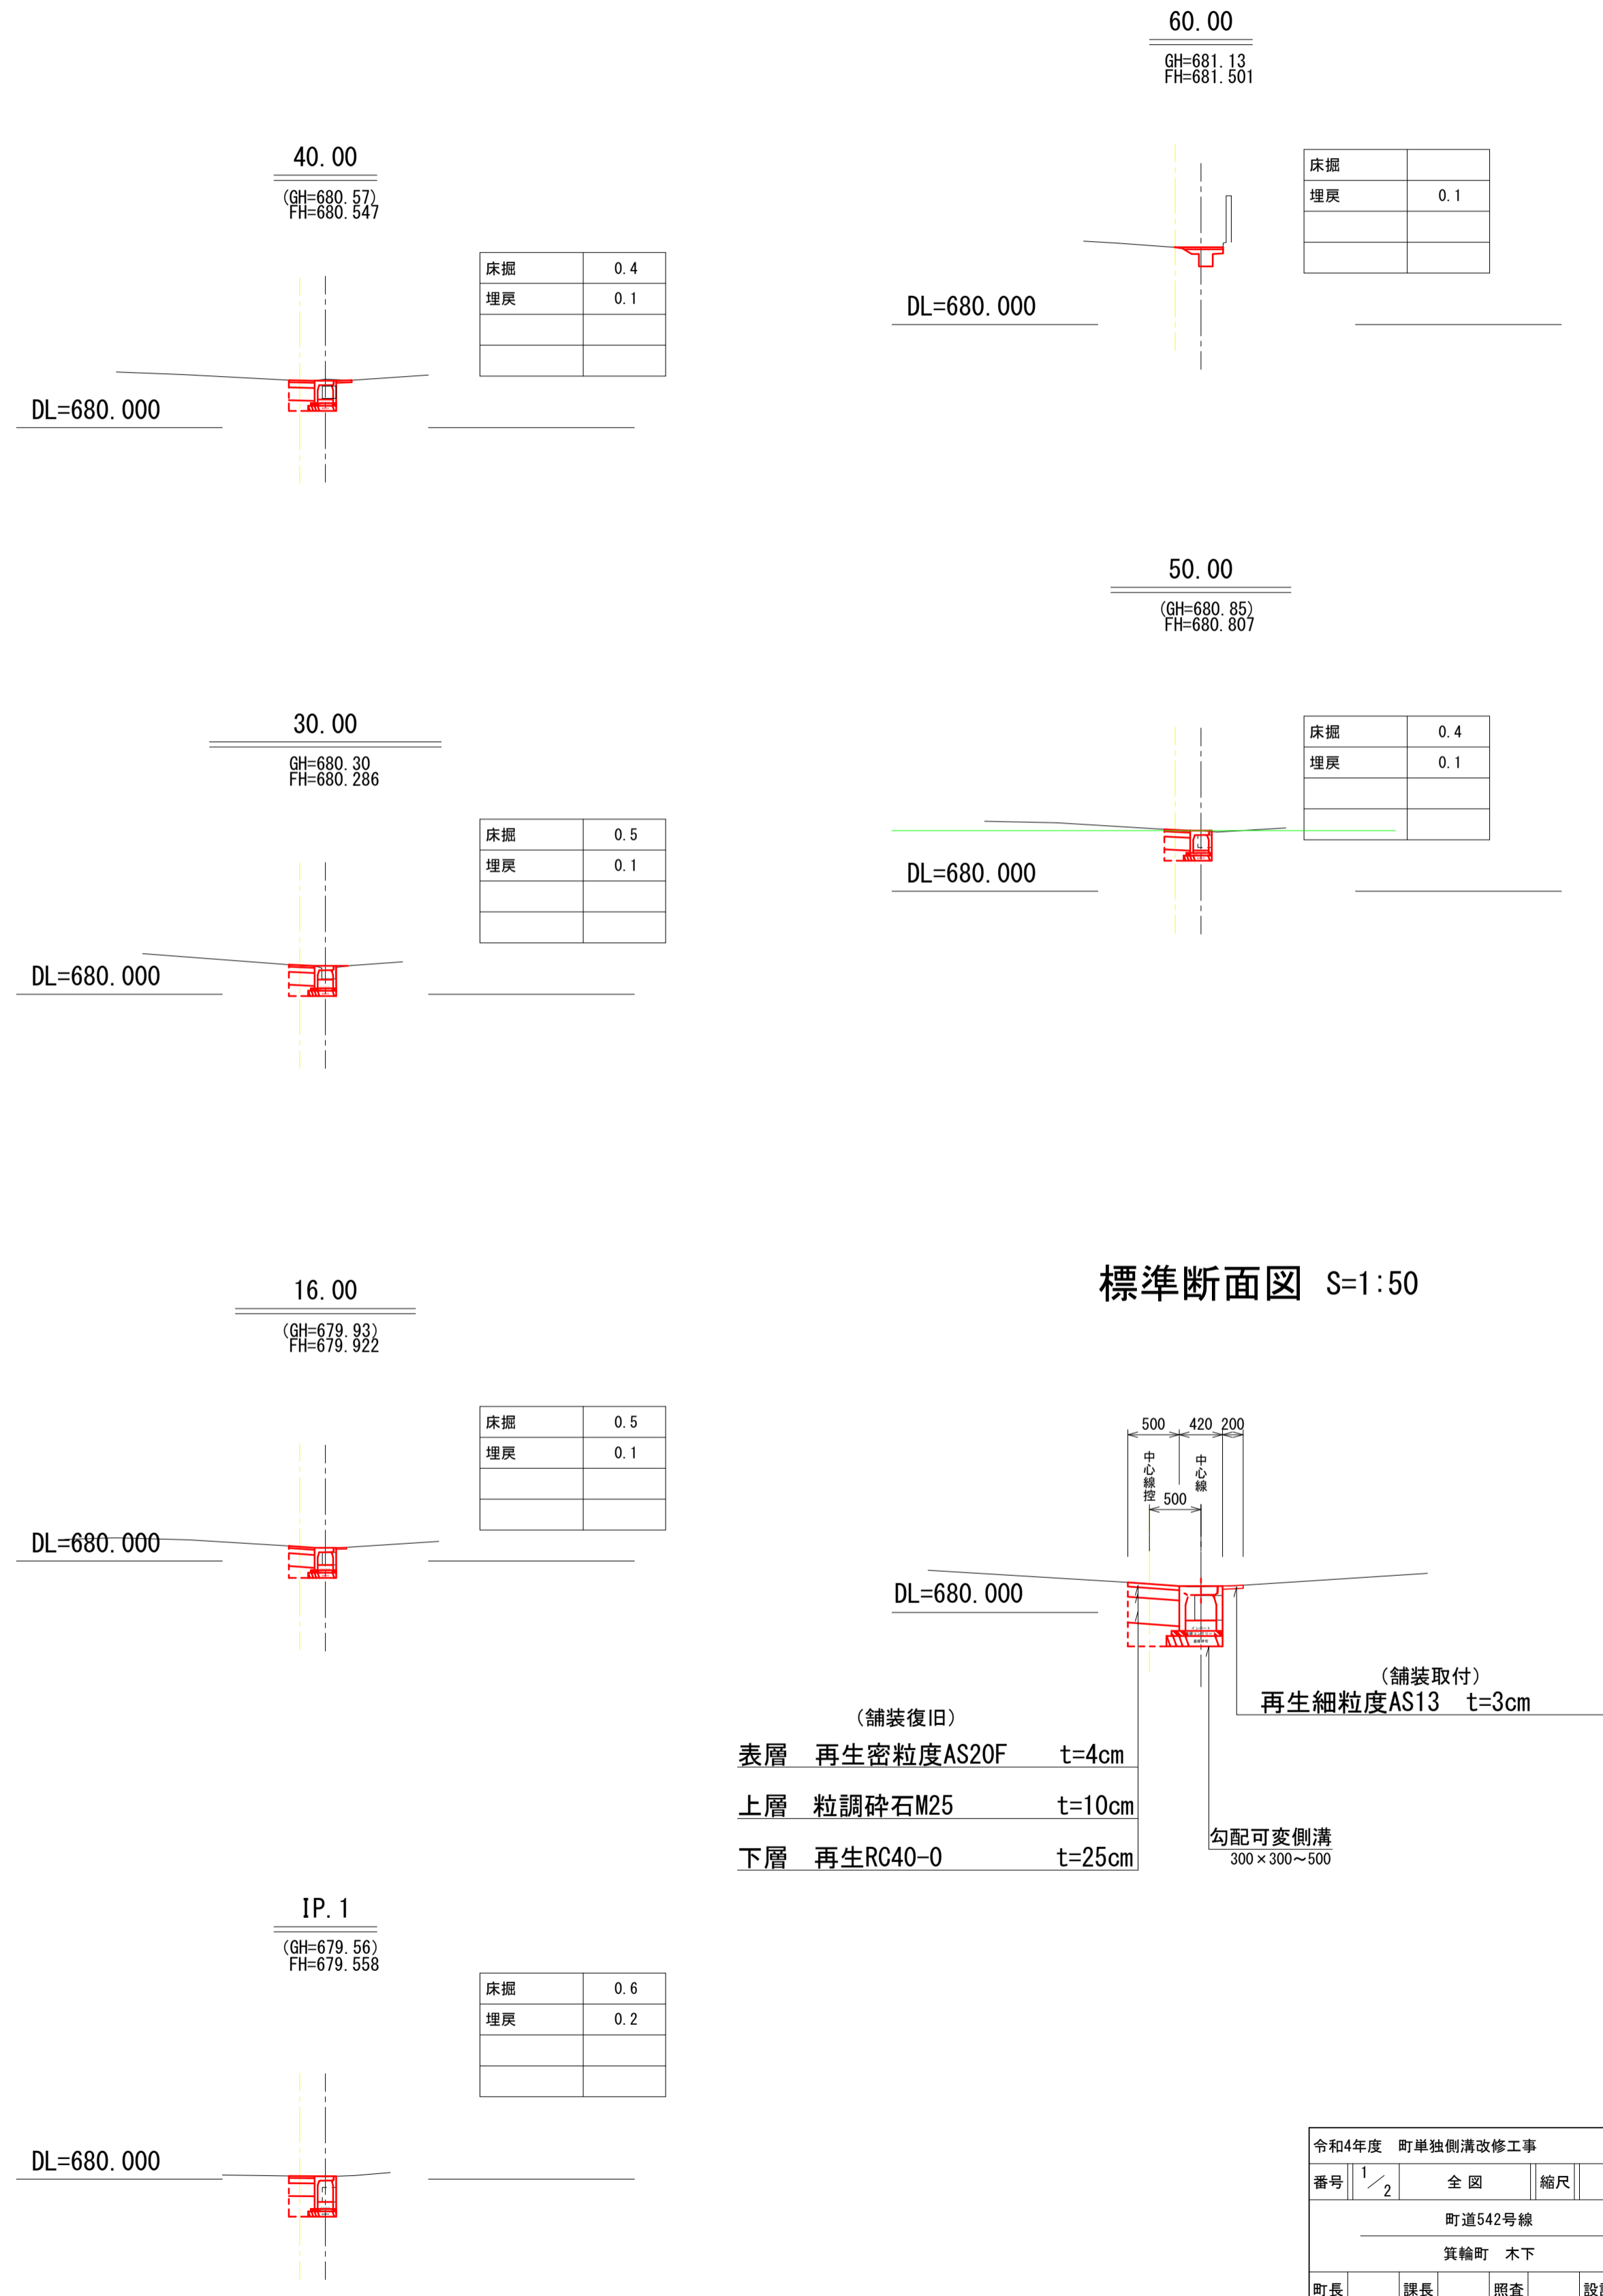 60.00
GH=681.13
FH=681.501
床掘
埋戻 0.1
DL=680.000
40.00
(GH=680.57)
FH=680.547
床掘 0.4
埋戻 0.1
DL=680.000
50.00
(GH=680.85)
FH=680.807
床掘 0.4
埋戻 0.1
DL=680.000
30.00
GH=680.30
FH=680.286
床掘 0.5
埋戻 0.1
DL=680.000
16.00
(GH=679.93)
FH=679.922
床掘 0.5
埋戻 0.1
DL=680.000
標準断面図 S=1:50
500 420 200
中心線控
中心線
500
DL=680.000
(舗装取付)
再生細粒度AS13 t=3cm
(舗装復旧)
表層 再生密粒度AS20F t=4cm
上層 粒調砕石M25 t=10cm
下層 再生RC40-0 t=25cm
勾配可変側溝
300×300~500
IP.1
(GH=679.56)
FH=679.558
床掘 0.6
埋戻 0.2
DL=680.000
令和4年度 町単独側溝改修工事
番号 1/2 全図 縮尺
町道542号線
箕輪町 木下
町長 課長 照査